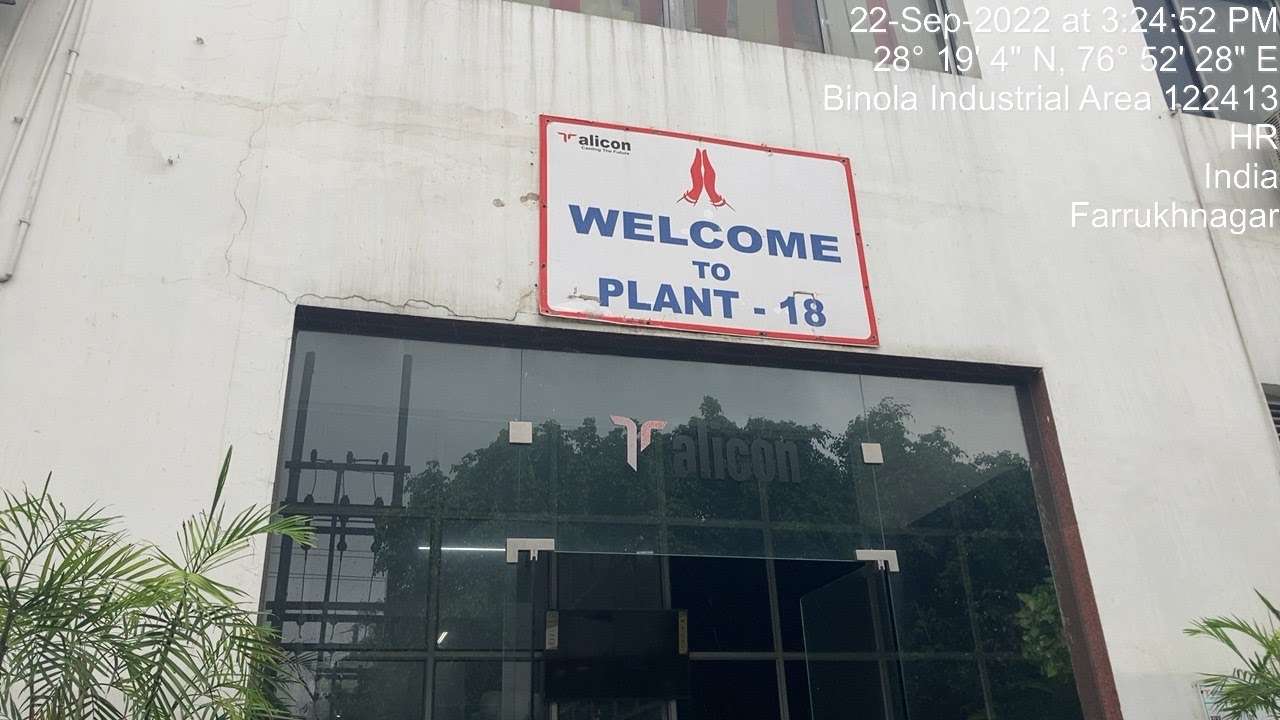 22-Sep-2022 at 3:24:52 PM
28° 19' 4" N, 76° 52' 28" E
Binola Industrial Area 122413
HR
India
Farrukhnagar
alicon
Casting The Future
WELCOME
TO
PLANT - 18
alicon